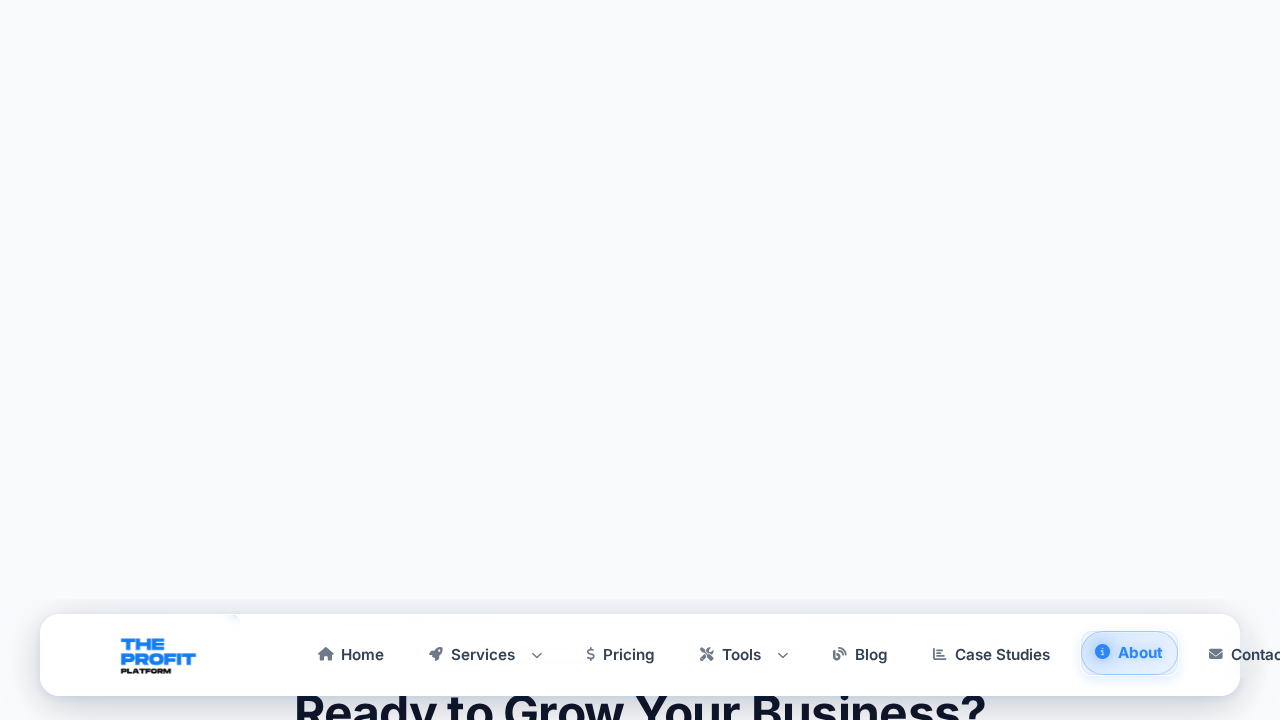 THE PROFIT PLATFORM
Home Services Pricing Tools Blog Case Studies About Contac
Ready to Grow Your Business?